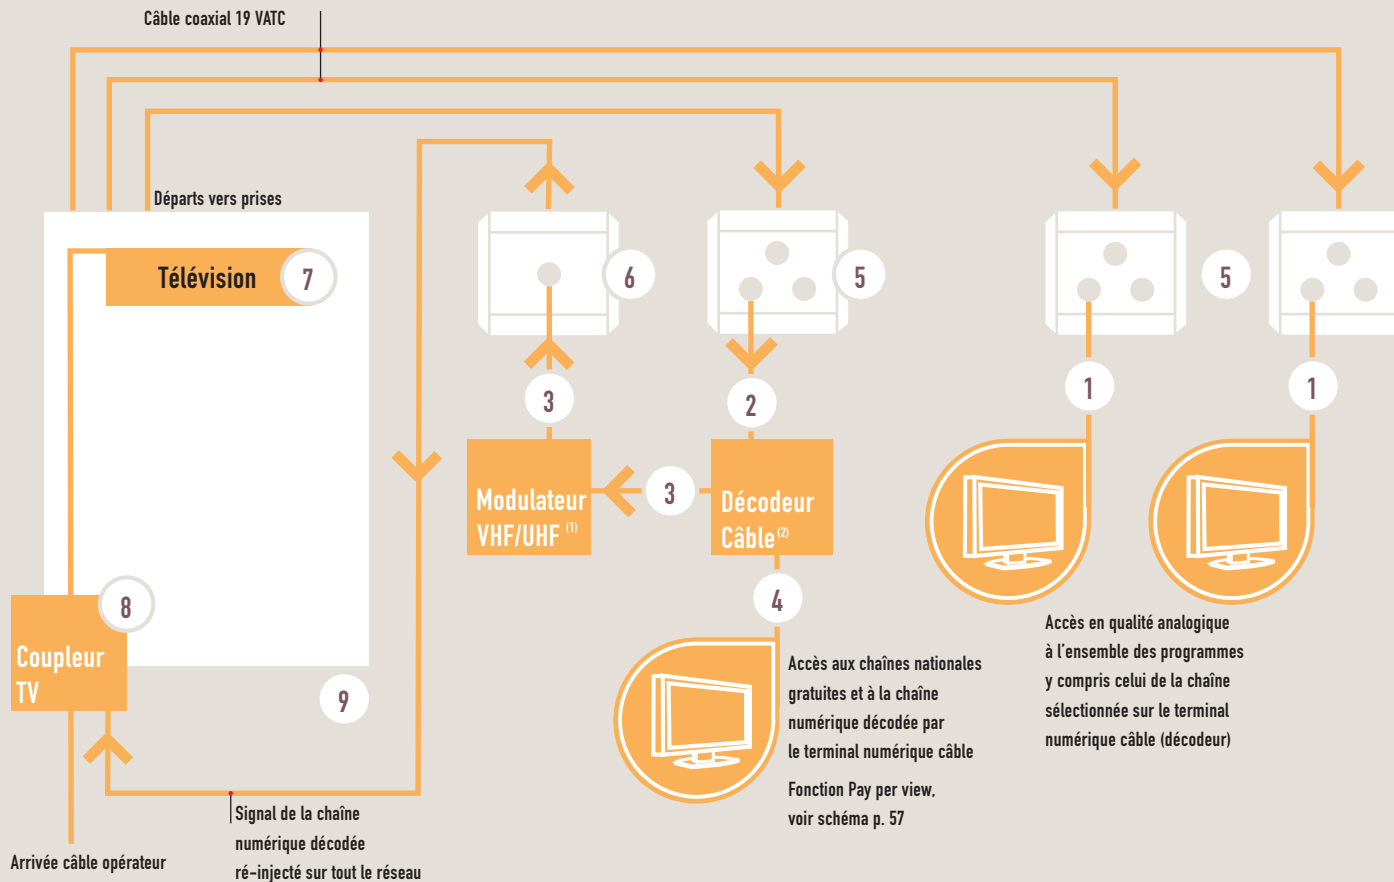 Câble coaxial 19 VATC
Départs vers prises
Télévision
7
6
5
5
3
2
1
1
Modulateur
VHF/UHF (1)
3
Décodeur
Câble (2)
4
8
Coupleur
TV
9
Accès aux chaînes nationales
gratuites et à la chaîne
numérique décodée par
le terminal numérique câble
Fonction Pay per view,
voir schéma p. 57
Accès en qualité analogique
à l'ensemble des programmes
y compris celui de la chaîne
sélectionnée sur le terminal
numérique câble (décodeur)
Signal de la chaîne
numérique décodée
ré-injecté sur tout le réseau
Arrivée câble opérateur